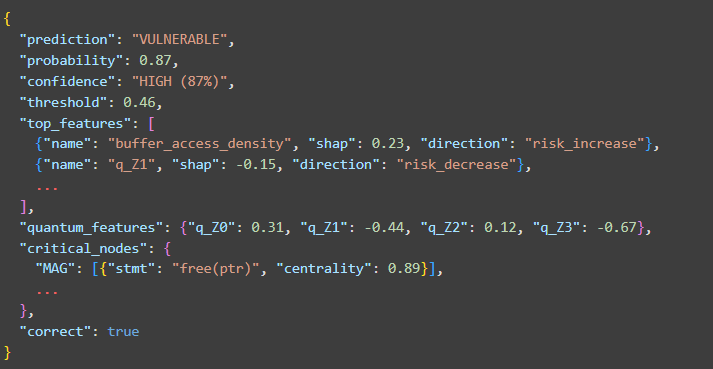 {
  "prediction": "VULNERABLE",
  "probability": 0.87,
  "confidence": "HIGH (87%)",
  "threshold": 0.46,
  "top_features": [
    {"name": "buffer_access_density", "shap": 0.23, "direction": "risk_increase"},
    {"name": "q_Z1", "shap": -0.15, "direction": "risk_decrease"},
    ...
  ],
  "quantum_features": {"q_Z0": 0.31, "q_Z1": -0.44, "q_Z2": 0.12, "q_Z3": -0.67},
  "critical_nodes": {
    "MAG": [{"stmt": "free(ptr)", "centrality": 0.89}],
    ...
  },
  "correct": true
}